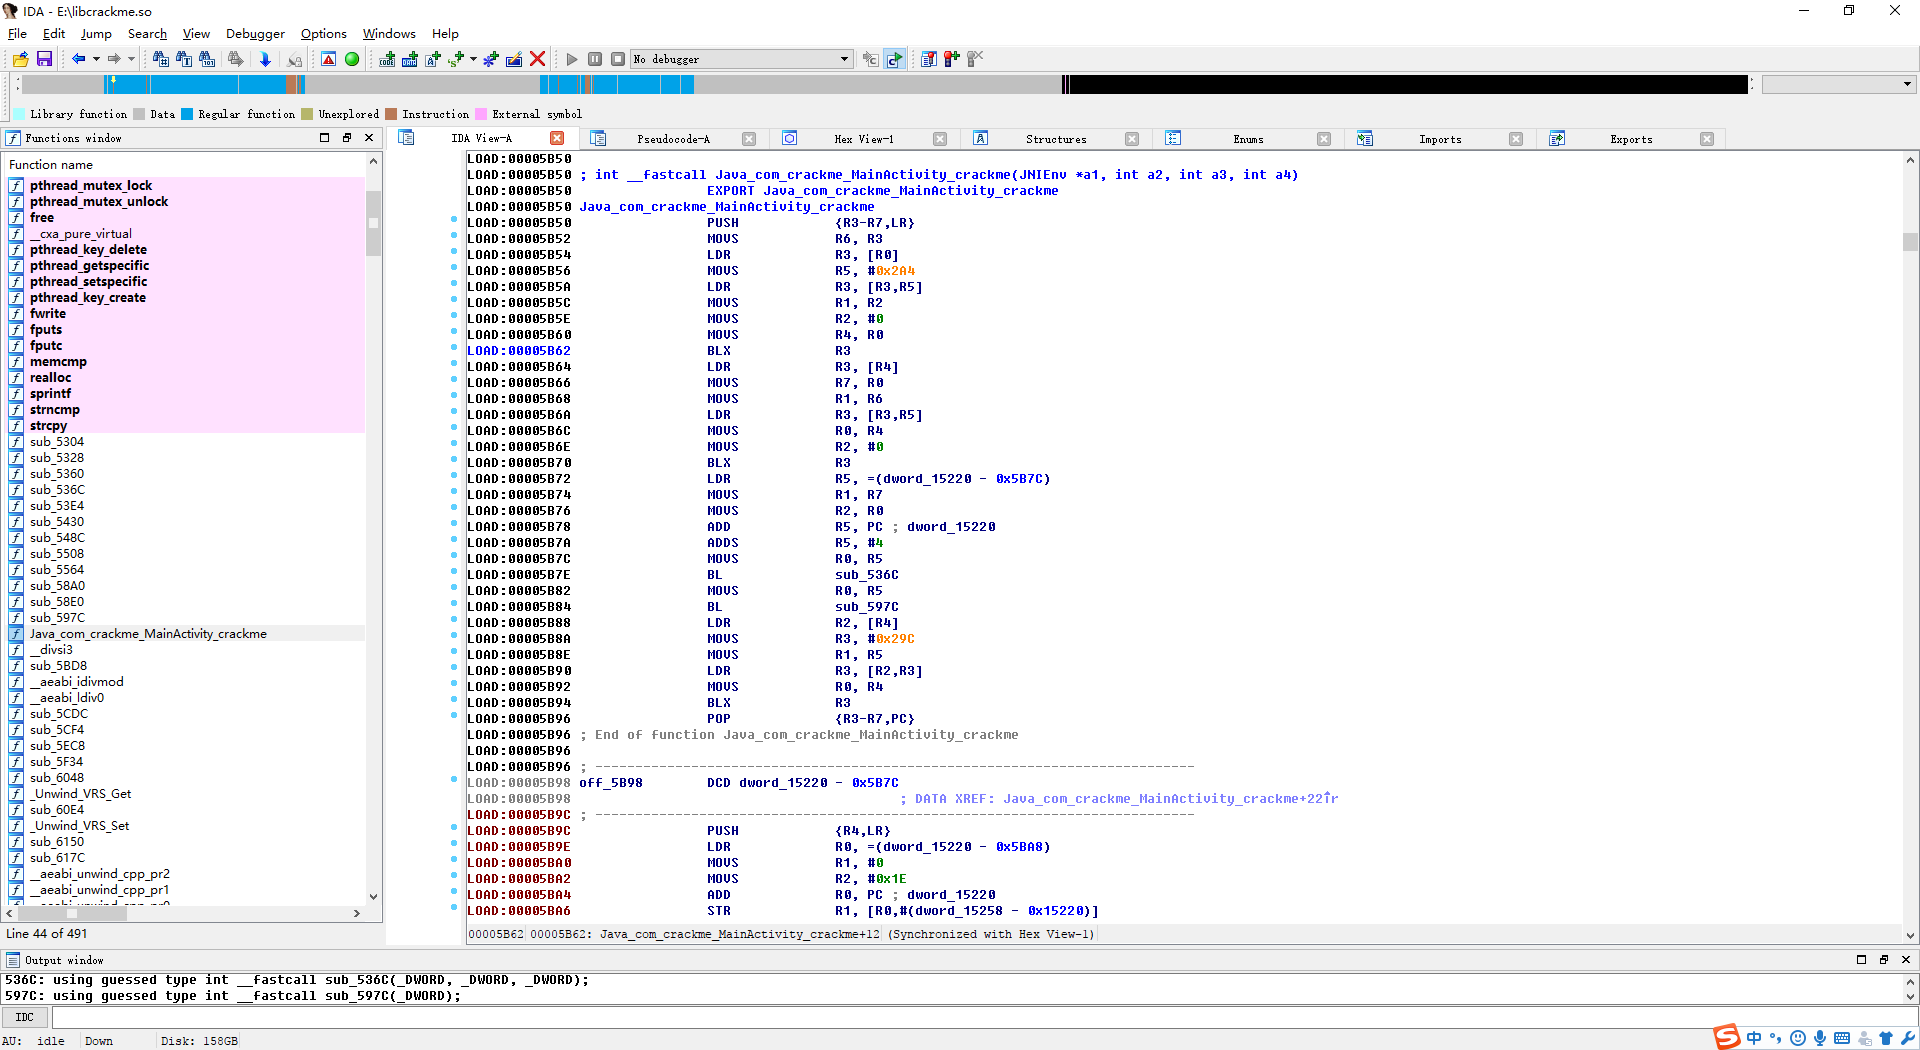 IDA - E:\libcrackme.so
File Edit Jump Search View Debugger Options Windows Help
No debugger
Library function Data Regular function Unexplored Instruction External symbol
Functions window
IDA View-A Pseudocode-A Hex View-1 Structures Enums Imports Exports
Function name
pthread_mutex_lock
pthread_mutex_unlock
free
__cxa_pure_virtual
pthread_key_delete
pthread_getspecific
pthread_setspecific
pthread_key_create
fwrite
fputs
fputc
memcmp
realloc
sprintf
strncmp
strcpy
sub_5304
sub_5328
sub_5360
sub_536C
sub_53E4
sub_5430
sub_548C
sub_5508
sub_5564
sub_58A0
sub_58E0
sub_597C
Java_com_crackme_MainActivity_crackme
__divsi3
sub_5BD8
__aeabi_idivmod
__aeabi_ldiv0
sub_5CDC
sub_5CF4
sub_5EC8
sub_5F34
sub_6048
_Unwind_VRS_Get
sub_60E4
_Unwind_VRS_Set
sub_6150
sub_617C
__aeabi_unwind_cpp_pr2
__aeabi_unwind_cpp_pr1
__aeabi_unwind_cpp_pr0
Line 44 of 491
LOAD:00005B50
LOAD:00005B50 ; int __fastcall Java_com_crackme_MainActivity_crackme(JNIEnv *a1, int a2, int a3, int a4)
LOAD:00005B50 EXPORT Java_com_crackme_MainActivity_crackme
LOAD:00005B50 Java_com_crackme_MainActivity_crackme
LOAD:00005B50 PUSH {R3-R7,LR}
LOAD:00005B52 MOVS R6, R3
LOAD:00005B54 LDR R3, [R0]
LOAD:00005B56 MOVS R5, #0x2A4
LOAD:00005B5A LDR R3, [R3,R5]
LOAD:00005B5C MOVS R1, R2
LOAD:00005B5E MOVS R2, #0
LOAD:00005B60 MOVS R4, R0
LOAD:00005B62 BLX R3
LOAD:00005B64 LDR R3, [R4]
LOAD:00005B66 MOVS R7, R0
LOAD:00005B68 MOVS R1, R6
LOAD:00005B6A LDR R3, [R3,R5]
LOAD:00005B6C MOVS R0, R4
LOAD:00005B6E MOVS R2, #0
LOAD:00005B70 BLX R3
LOAD:00005B72 LDR R5, =(dword_15220 - 0x5B7C)
LOAD:00005B74 MOVS R1, R7
LOAD:00005B76 MOVS R2, R0
LOAD:00005B78 ADD R5, PC ; dword_15220
LOAD:00005B7A ADDS R5, #4
LOAD:00005B7C MOVS R0, R5
LOAD:00005B7E BL sub_536C
LOAD:00005B82 MOVS R0, R5
LOAD:00005B84 BL sub_597C
LOAD:00005B88 LDR R2, [R4]
LOAD:00005B8A MOVS R3, #0x29C
LOAD:00005B8E MOVS R1, R5
LOAD:00005B90 LDR R3, [R2,R3]
LOAD:00005B92 MOVS R0, R4
LOAD:00005B94 BLX R3
LOAD:00005B96 POP {R3-R7,PC}
LOAD:00005B96 ; End of function Java_com_crackme_MainActivity_crackme
LOAD:00005B96
LOAD:00005B96 ; ---------------------------------------------------------------------------
LOAD:00005B98 off_5B98 DCD dword_15220 - 0x5B7C
LOAD:00005B98 ; DATA XREF: Java_com_crackme_MainActivity_crackme+22↑r
LOAD:00005B9C ; ---------------------------------------------------------------------------
LOAD:00005B9C PUSH {R4,LR}
LOAD:00005B9E LDR R0, =(dword_15220 - 0x5BA8)
LOAD:00005BA0 MOVS R1, #0
LOAD:00005BA2 MOVS R2, #0x1E
LOAD:00005BA4 ADD R0, PC ; dword_15220
LOAD:00005BA6 STR R1, [R0,#(dword_15258 - 0x15220)]
00005B62 00005B62: Java_com_crackme_MainActivity_crackme+12 (Synchronized with Hex View-1)
Output window
536C: using guessed type int __fastcall sub_536C(_DWORD, _DWORD, _DWORD);
597C: using guessed type int __fastcall sub_597C(_DWORD);
IDC
AU: idle Down Disk: 158GB
中